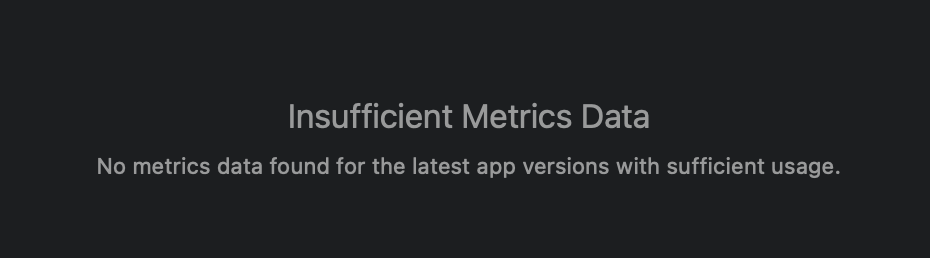 Insufficient Metrics Data
No metrics data found for the latest app versions with sufficient usage.